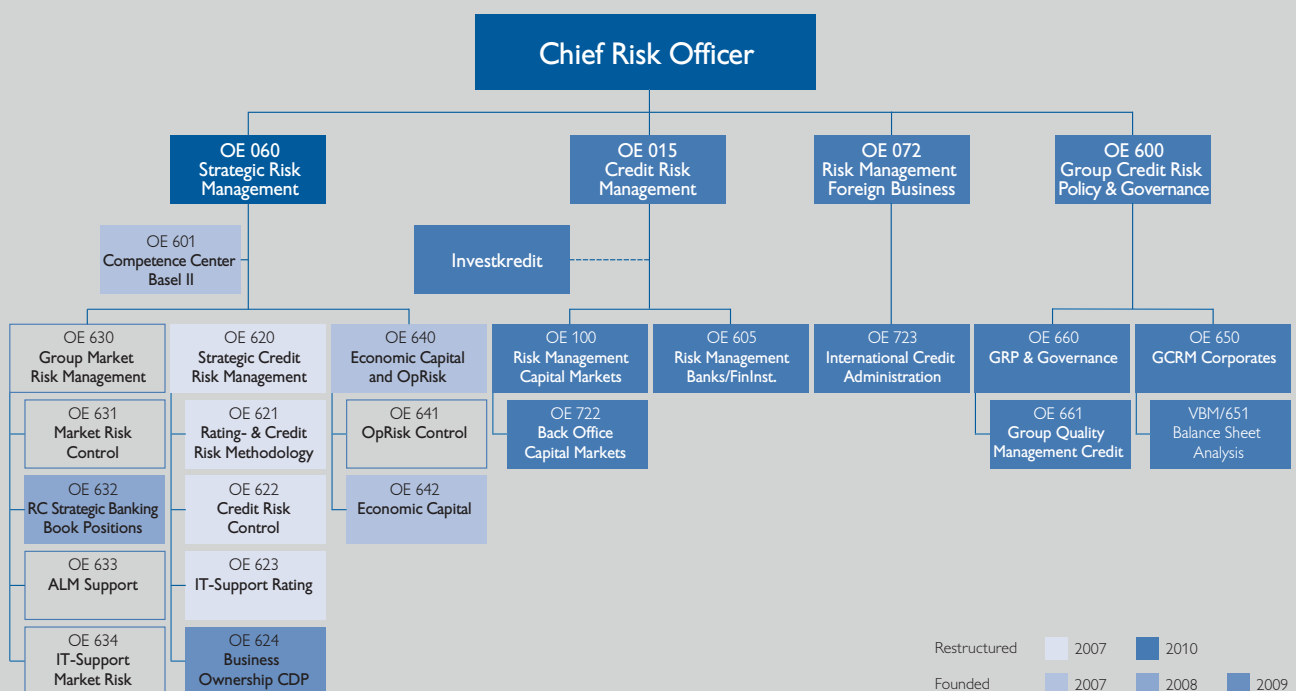 Chief Risk Officer
OE 060
Strategic Risk
Management
OE 015
Credit Risk
Management
OE 072
Risk Management
Foreign Business
OE 600
Group Credit Risk
Policy & Governance
OE 601
Competence Center
Basel II
Investkredit
OE 630
Group Market
Risk Management
OE 620
Strategic Credit
Risk Management
OE 640
Economic Capital
and OpRisk
OE 100
Risk Management
Capital Markets
OE 605
Risk Management
Banks/FinInst.
OE 723
International Credit
Administration
OE 660
GRP & Governance
OE 650
GCRM Corporates
OE 631
Market Risk
Control
OE 621
Rating- & Credit
Risk Methodology
OE 641
OpRisk Control
OE 722
Back Office
Capital Markets
OE 661
Group Quality
Management Credit
VBM/651
Balance Sheet
Analysis
OE 632
RC Strategic Banking
Book Positions
OE 622
Credit Risk
Control
OE 642
Economic Capital
OE 633
ALM Support
OE 623
IT-Support Rating
OE 634
IT-Support
Market Risk
OE 624
Business
Ownership CDP
Restructured 2007 2010
Founded 2007 2008 2009